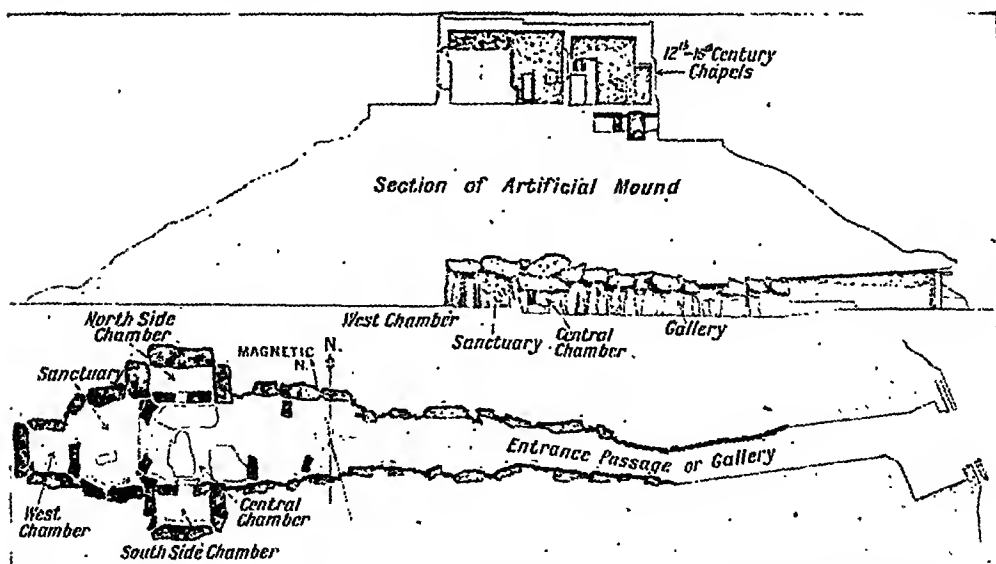 12th-16th Century
Chapels
Section of Artificial Mound
West Chamber
Sanctuary
Central
Chamber
Gallery
North Side
Chamber
Sanctuary
MAGNETIC
N.
N.
Entrance Passage or Gallery
West
Chamber
Central
Chamber
South Side Chamber